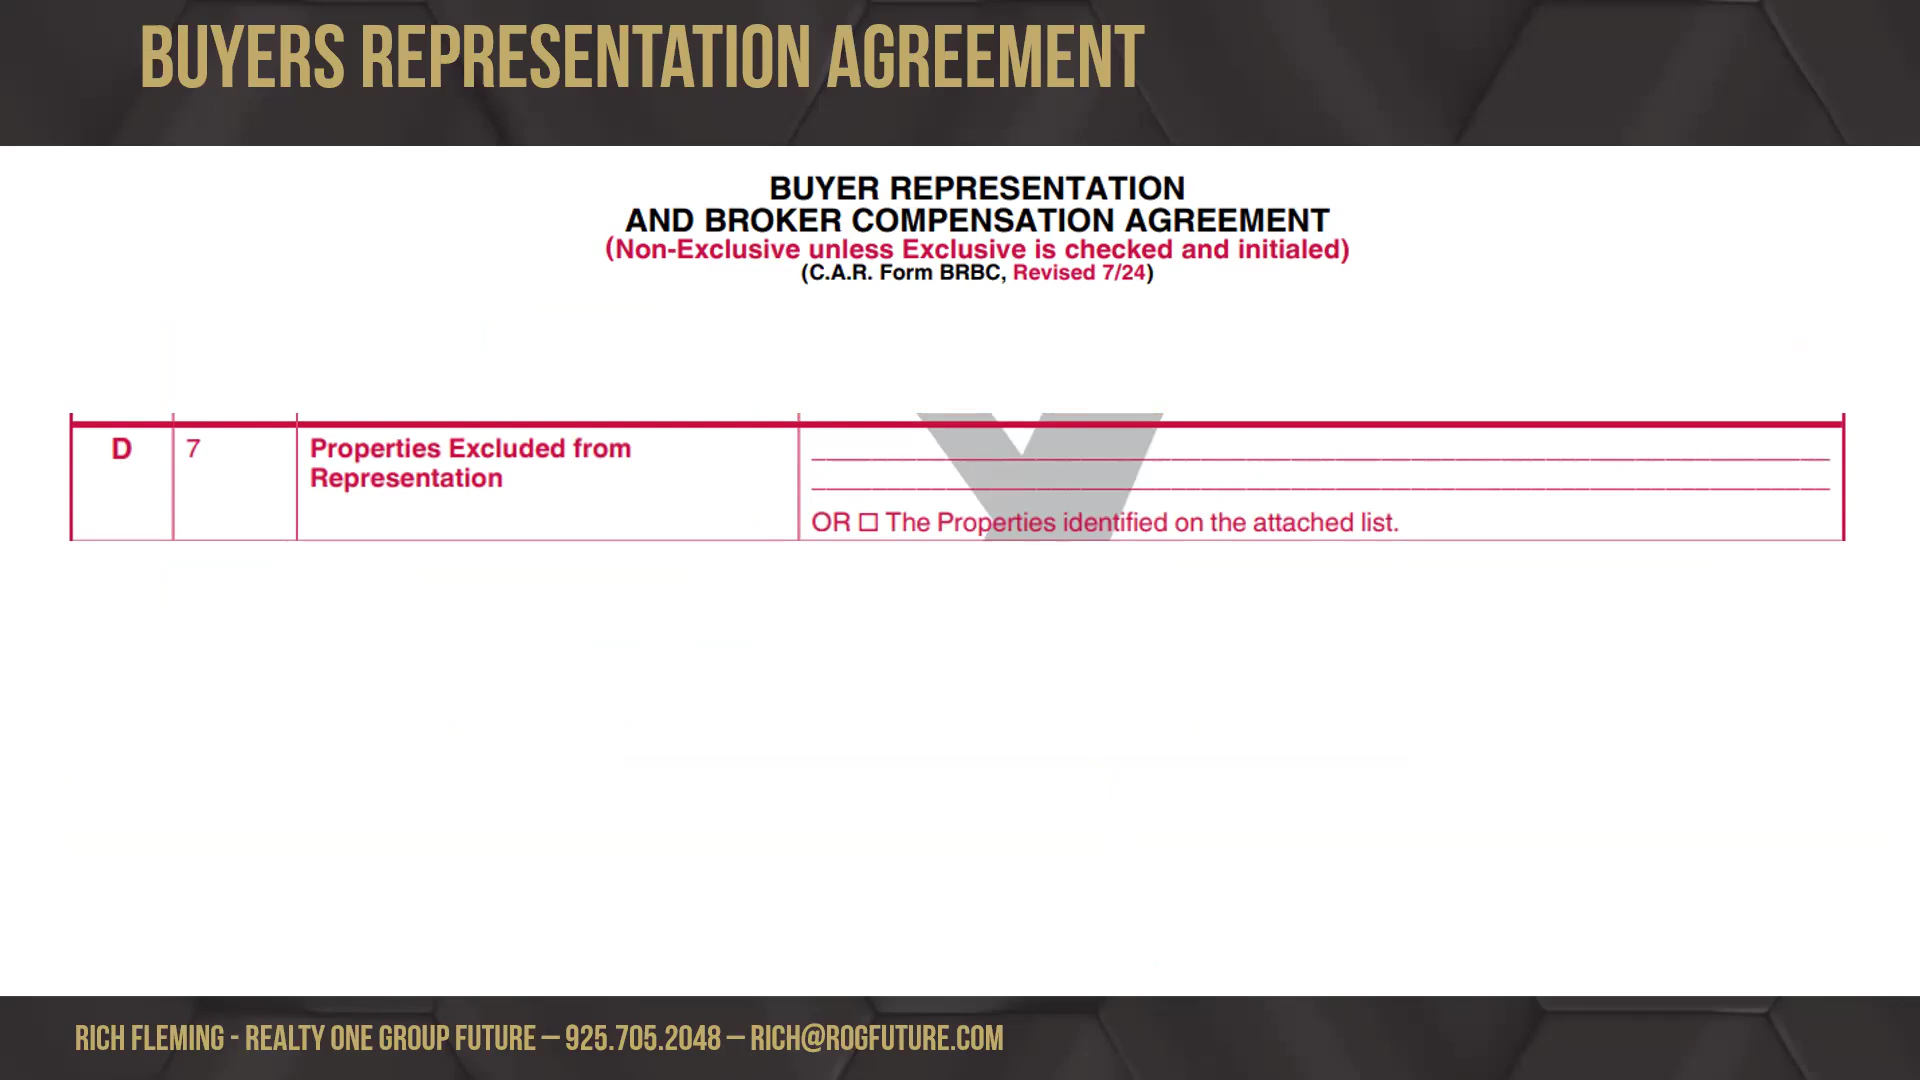 BUYERS REPRESENTATION AGREEMENT
BUYER REPRESENTATION
AND BROKER COMPENSATION AGREEMENT
(Non-Exclusive unless Exclusive is checked and initialed)
(C.A.R. Form BRBC, Revised 7/24)
D 7 Properties Excluded from
Representation
OR ☐ The Properties identified on the attached list.
RICH FLEMING - REALTY ONE GROUP FUTURE – 925.705.2048 – RICH@ROGFUTURE.COM